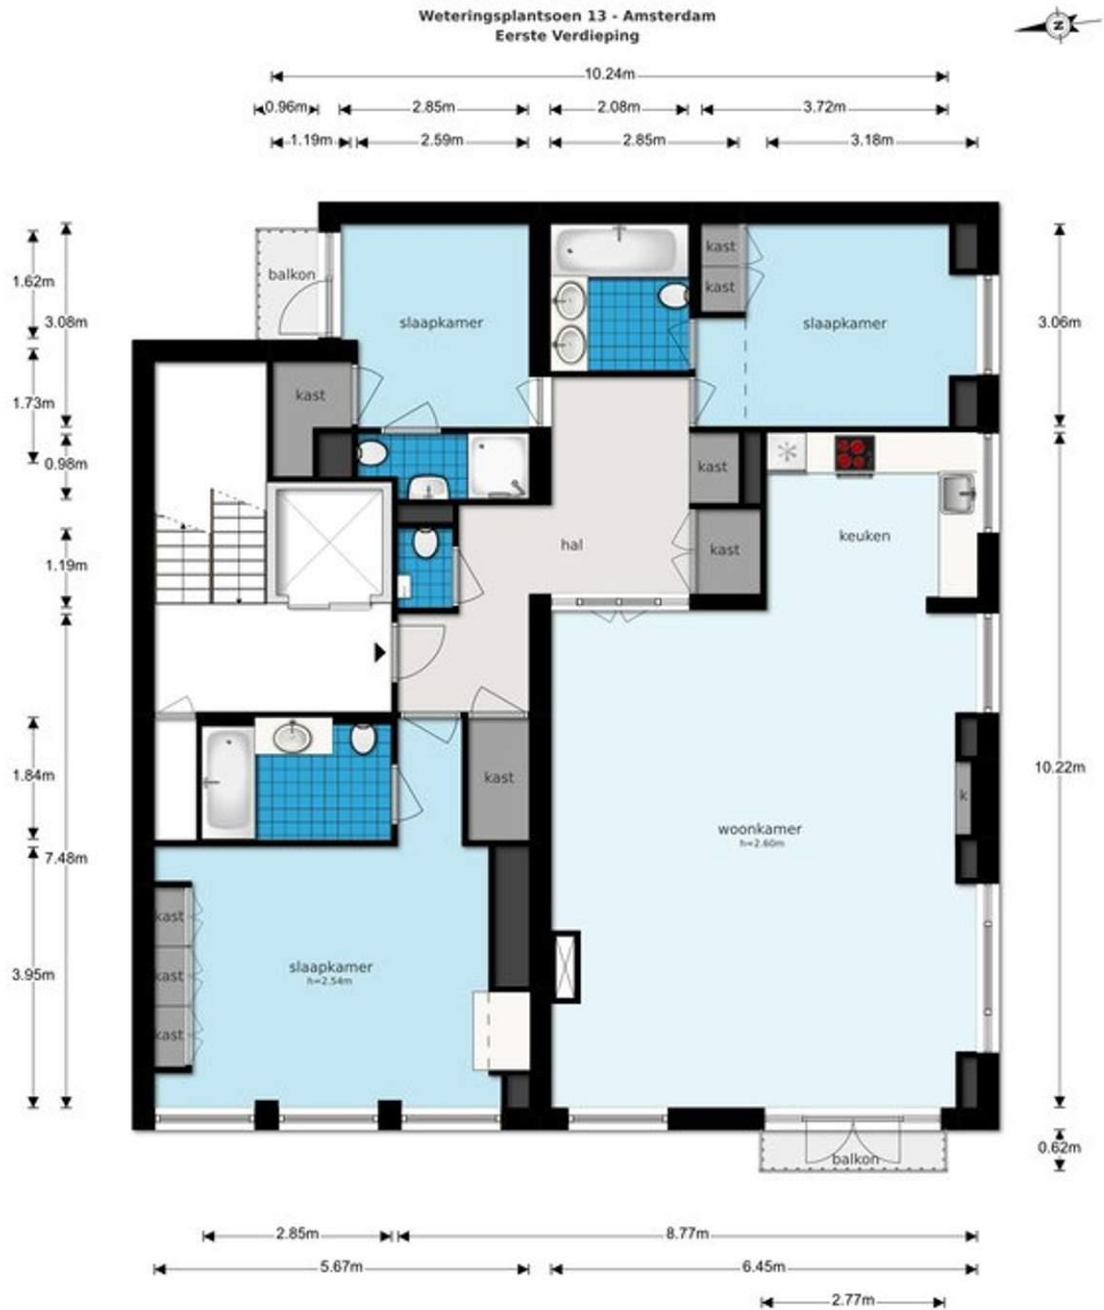 Weteringsplantsoen 13 - Amsterdam
Eerste Verdieping
N
10.24m
0.96m
2.85m
2.08m
3.72m
1.19m
2.59m
2.85m
3.18m
1.62m
3.08m
1.73m
0.98m
1.19m
1.84m
7.48m
3.95m
balkon
slaapkamer
kast
kast
slaapkamer
3.06m
kast
kast
kast
hal
keuken
kast
k
10.22m
woonkamer
h=2.60m
kast
kast
kast
slaapkamer
h=2.54m
balkon
0.62m
2.85m
8.77m
5.67m
6.45m
2.77m